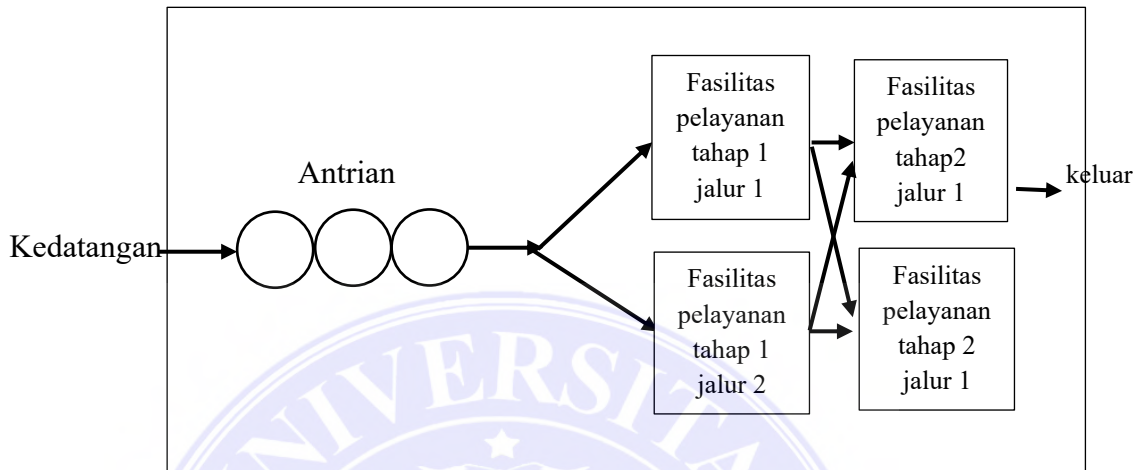 Kedatangan
Antrian
Fasilitas
pelayanan
tahap 1
jalur 1
Fasilitas
pelayanan
tahap 1
jalur 2
Fasilitas
pelayanan
tahap2
jalur 1
Fasilitas
pelayanan
tahap 2
jalur 1
keluar
NIVERSITA